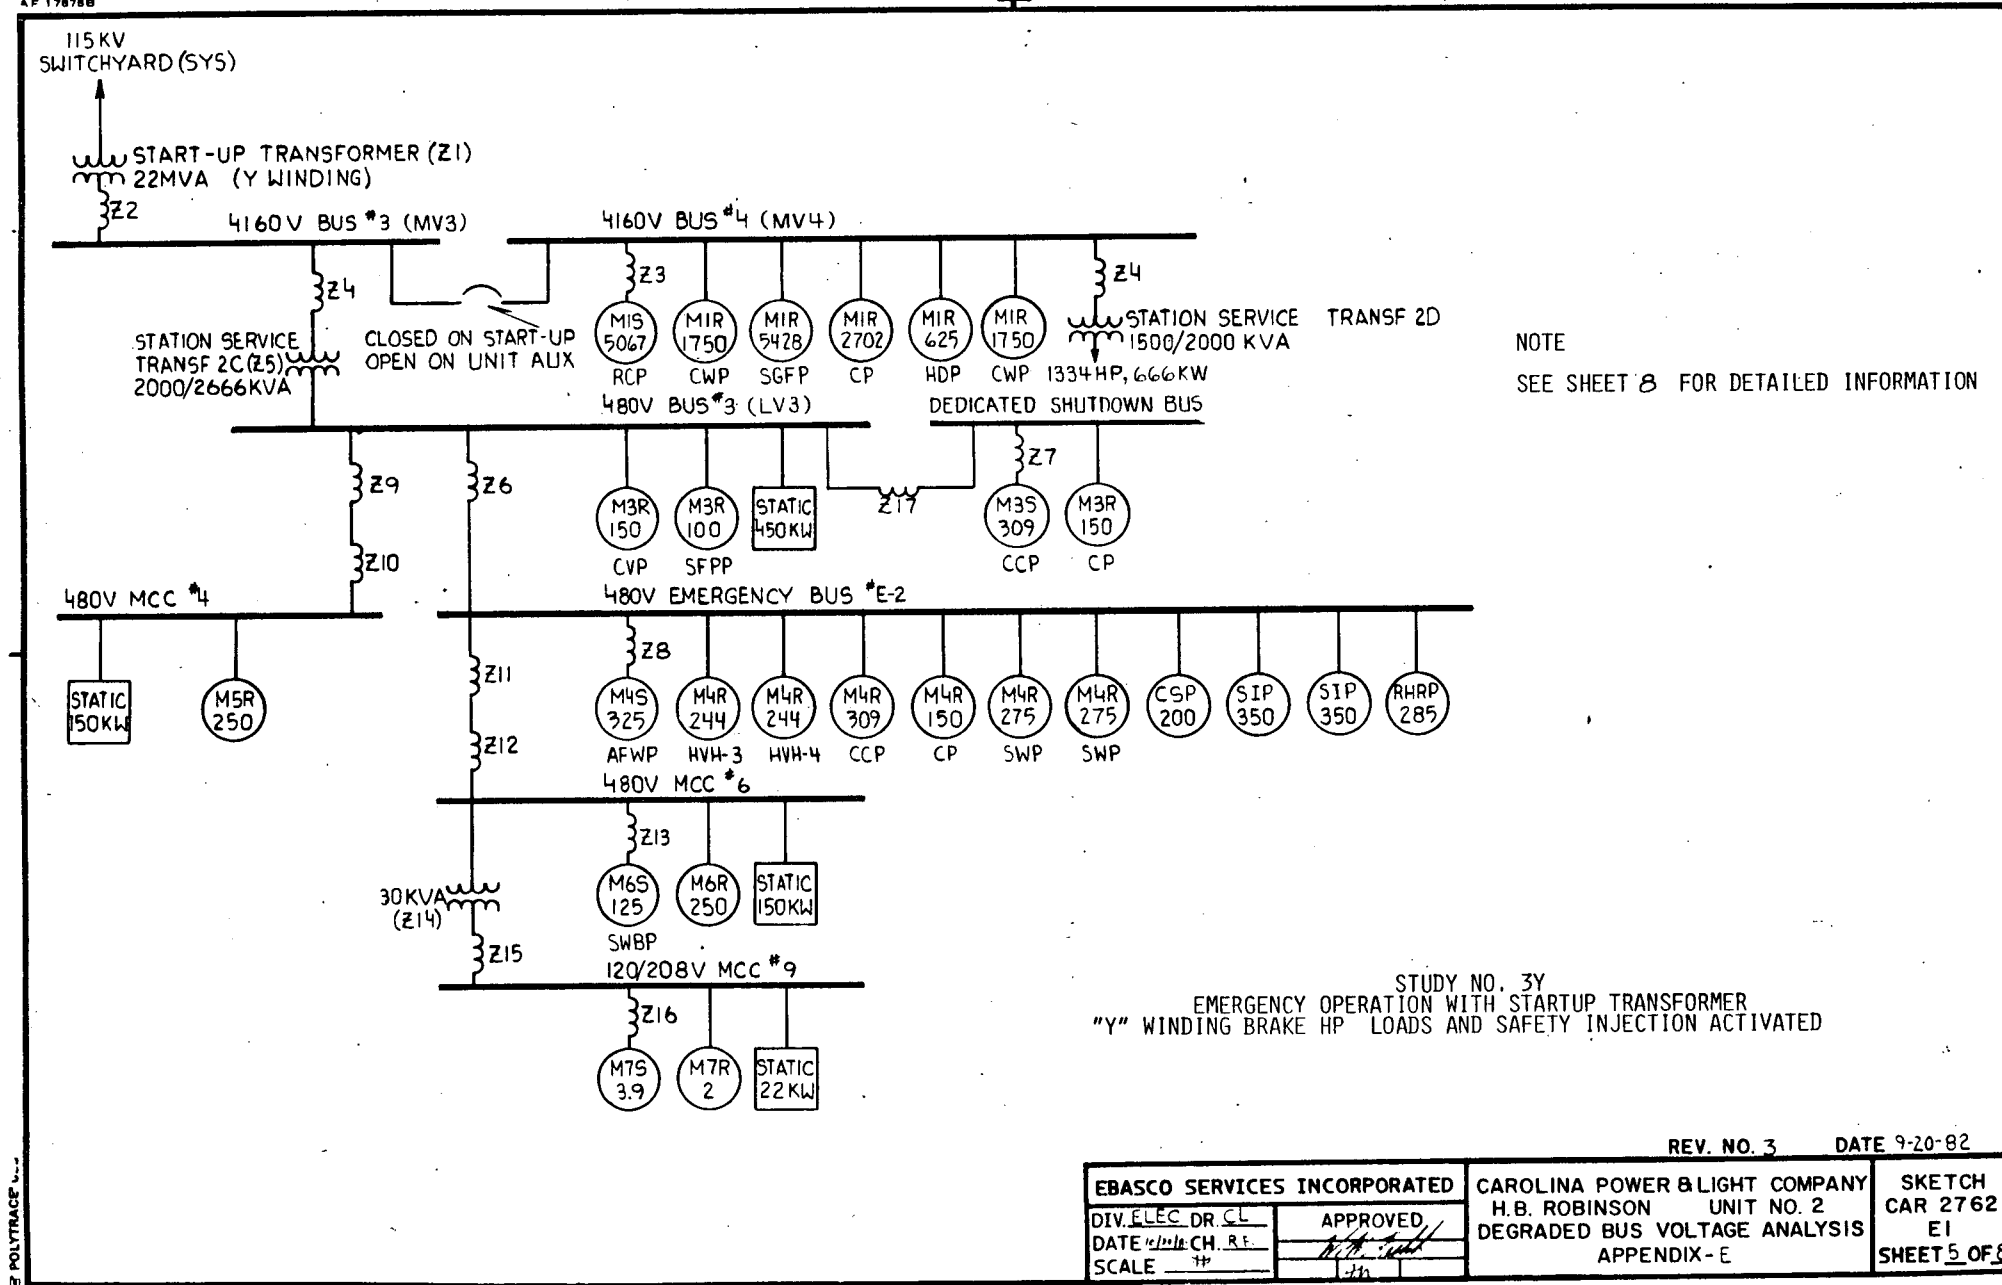 115KV
SWITCHYARD (SYS)
START-UP TRANSFORMER (Z1)
22MVA (Y WINDING)
Z2
4160V BUS #3 (MV3)
4160V BUS #4 (MV4)
Z4
Z3
Z4
STATION SERVICE
TRANSF 2C (Z5)
2000/2666KVA
CLOSED ON START-UP
OPEN ON UNIT AUX
M1S
5067
RCP
M1R
1750
CWP
M1R
5428
SGFP
M1R
2702
CP
M1R
625
HDP
M1R
1750
CWP
STATION SERVICE TRANSF 2D
1500/2000 KVA
1334HP, 666KW
NOTE
SEE SHEET 8 FOR DETAILED INFORMATION
480V BUS #3 (LV3)
DEDICATED SHUTDOWN BUS
Z9
Z6
Z7
Z17
M3R
150
CVP
M3R
100
SFPP
STATIC
450KW
M3S
309
CCP
M3R
150
CP
Z10
480V MCC #4
480V EMERGENCY BUS #E-2
STATIC
150KW
M5R
250
Z11
Z8
Z12
M4S
325
AFWP
M4R
244
HVH-3
M4R
244
HVH-4
M4R
309
CCP
M4R
150
CP
M4R
275
SWP
M4R
275
SWP
CSP
200
SIP
350
SIP
350
RHRP
285
480V MCC #6
Z13
30KVA
(Z14)
M6S
125
SWBP
M6R
250
STATIC
150KW
Z15
120/208V MCC #9
Z16
M7S
3.9
M7R
2
STATIC
22KW
STUDY NO. 3Y
EMERGENCY OPERATION WITH STARTUP TRANSFORMER
"Y" WINDING BRAKE HP LOADS AND SAFETY INJECTION ACTIVATED
REV. NO. 3 DATE 9-20-82
EBASCO SERVICES INCORPORATED
DIV. ELEC DR. CL
DATE CH. R.F.
SCALE
APPROVED
CAROLINA POWER & LIGHT COMPANY
H.B. ROBINSON UNIT NO. 2
DEGRADED BUS VOLTAGE ANALYSIS
APPENDIX-E
SKETCH
CAR 2762
E1
SHEET 5 OF 8
POLYTRACE